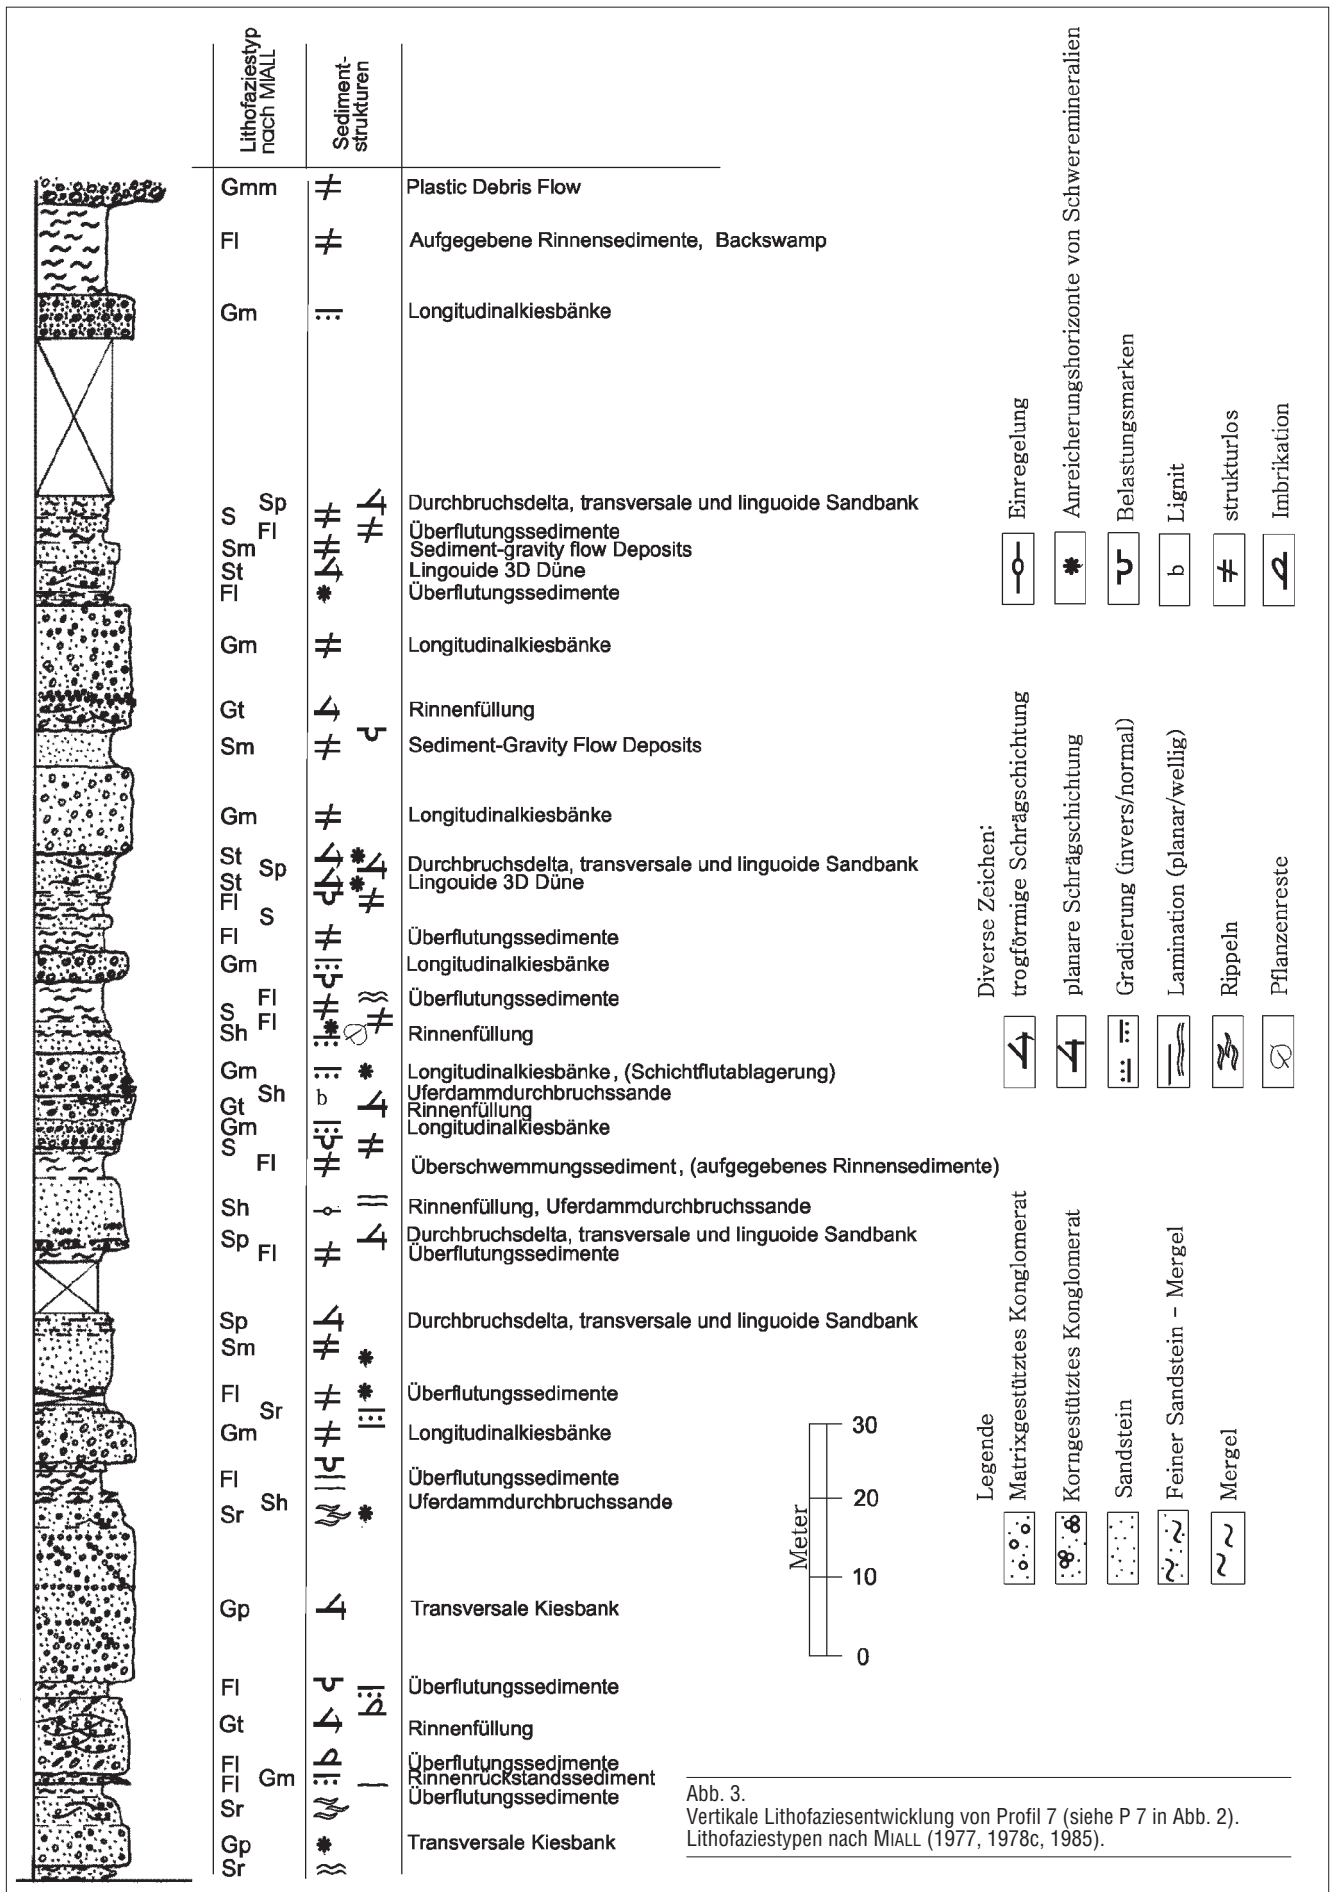 Lithofaziestyp
nach MIALL
Sediment-
strukturen
Gmm Plastic Debris Flow
Fl Aufgegebene Rinnensedimente, Backswamp
Gm Longitudinalkiesbänke
Sp Durchbruchsdelta, transversale und linguoide Sandbank
S
Fl Überflutungssedimente
Sm Sediment-gravity flow Deposits
St Lingouide 3D Düne
Fl Überflutungssedimente
Gm Longitudinalkiesbänke
Gt Rinnenfüllung
Sm Sediment-Gravity Flow Deposits
Gm Longitudinalkiesbänke
St
Sp Durchbruchsdelta, transversale und linguoide Sandbank
St Lingouide 3D Düne
Fl
S
Fl Überflutungssedimente
Gm Longitudinalkiesbänke
Fl Überflutungssedimente
S
Fl
Sh Rinnenfüllung
Gm Longitudinalkiesbänke, (Schichtflutablagerung)
Sh b Uferdammdurchbruchssande
Gt Rinnenfüllung
Gm Longitudinalkiesbänke
S
Fl Überschwemmungssediment, (aufgegebenes Rinnensedimente)
Sh Rinnenfüllung, Uferdammdurchbruchssande
Sp Durchbruchsdelta, transversale und linguoide Sandbank
Fl Überflutungssedimente
Sp Durchbruchsdelta, transversale und linguoide Sandbank
Sm
Fl Überflutungssedimente
Sr
Gm Longitudinalkiesbänke
Fl Überflutungssedimente
Sh Uferdammdurchbruchssande
Sr
Gp Transversale Kiesbank
Fl Überflutungssedimente
Gt Rinnenfüllung
Fl Überflutungssedimente
Gm Rinnenrückstandssediment
Fl
Sr Überflutungssedimente
Gp Transversale Kiesbank
Sr
Einregelung
Anreicherungshorizonte von Schweremineralien
Belastungsmarken
b Lignit
strukturlos
Imbrikation
Diverse Zeichen:
trogförmige Schrägschichtung
planare Schrägschichtung
Gradierung (invers/normal)
Lamination (planar/wellig)
Rippeln
Pflanzenreste
Legende
Matrixgestütztes Konglomerat
Korngestütztes Konglomerat
Sandstein
Feiner Sandstein – Mergel
Mergel
Meter
30
20
10
0
Abb. 3.
Vertikale Lithofaziesentwicklung von Profil 7 (siehe P 7 in Abb. 2).
Lithofaziestypen nach MIALL (1977, 1978c, 1985).